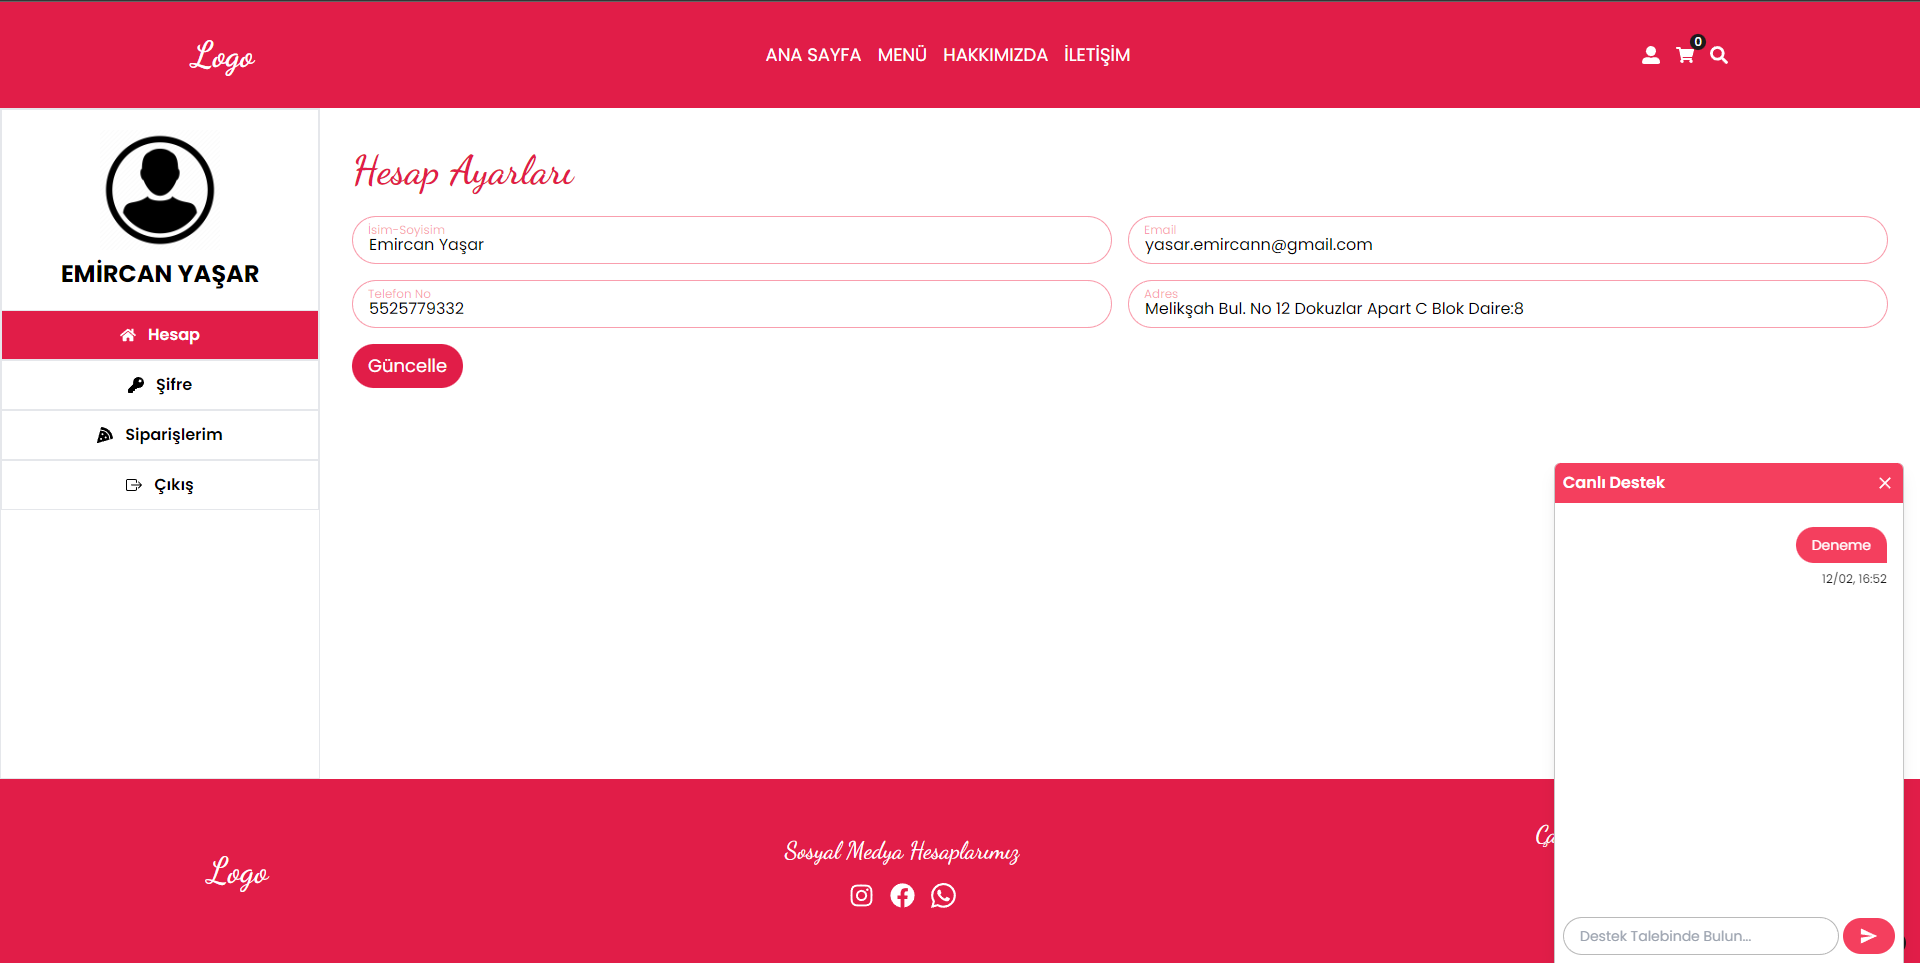 Logo
ANA SAYFA MENÜ HAKKIMIZDA İLETİŞİM
0
EMİRCAN YAŞAR
Hesap
Şifre
Siparişlerim
Çıkış
Hesap Ayarları
İsim-Soyisim
Emircan Yaşar
Email
yasar.emircann@gmail.com
Telefon No
5525779332
Adres
Melikşah Bul. No 12 Dokuzlar Apart C Blok Daire:8
Güncelle
Canlı Destek
Deneme
12/02, 16:52
Destek Talebinde Bulun...
Logo
Sosyal Medya Hesaplarımız